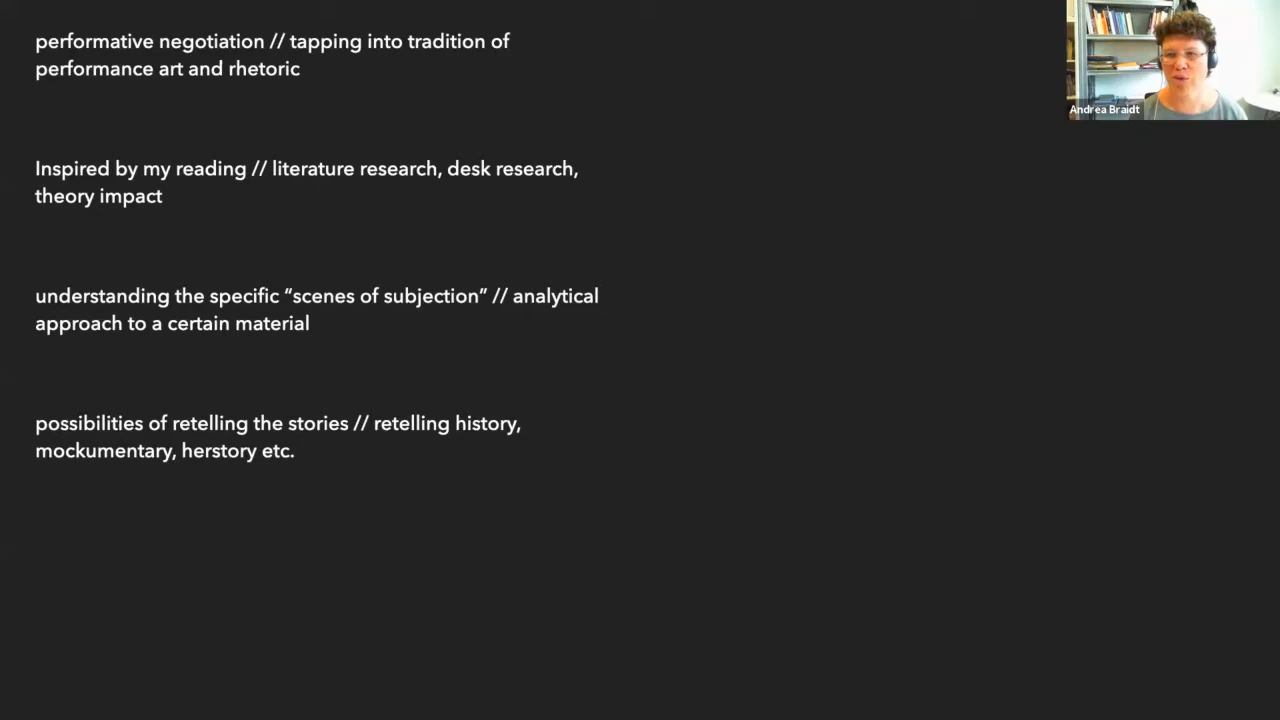 performative negotiation // tapping into tradition of
performance art and rhetoric
Inspired by my reading // literature research, desk research,
theory impact
understanding the specific “scenes of subjection” // analytical
approach to a certain material
possibilities of retelling the stories // retelling history,
mockumentary, herstory etc.
Andrea Braidt